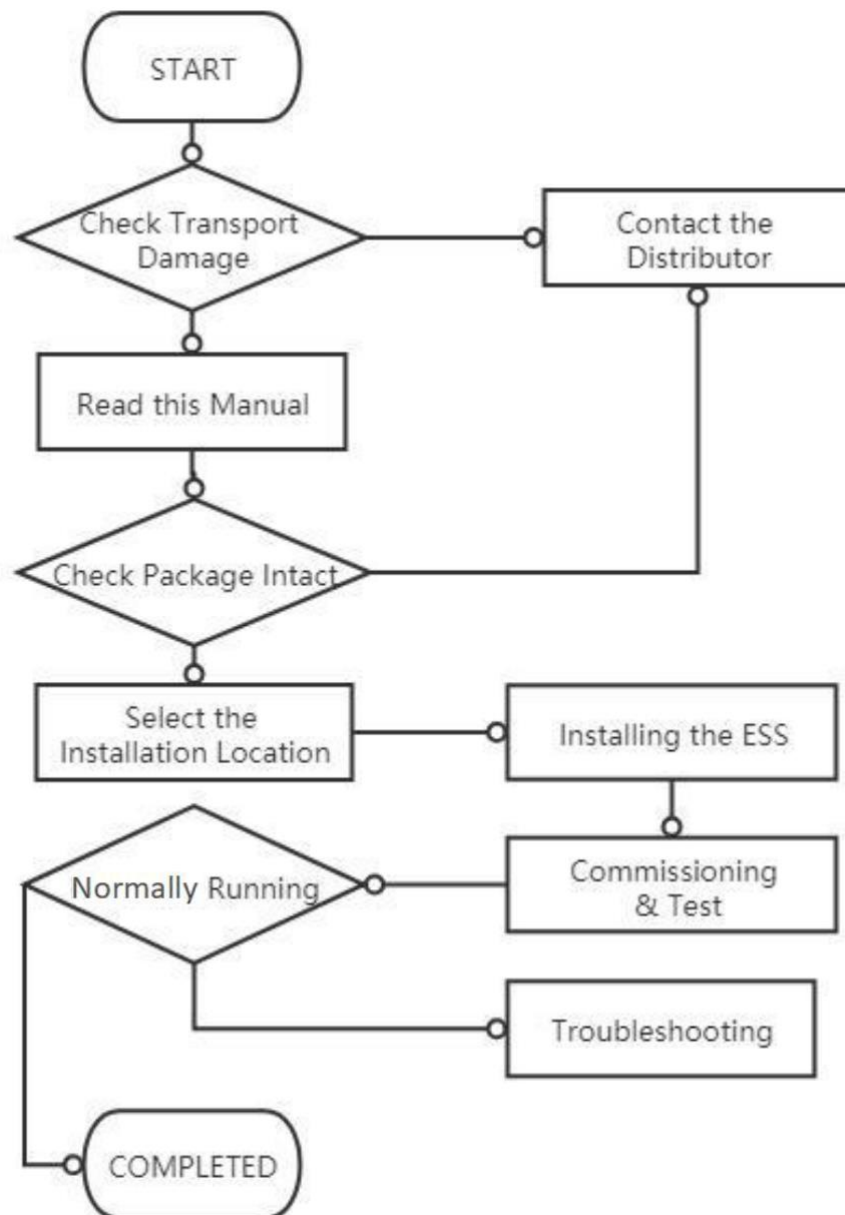 START
Check Transport
Damage
Contact the
Distributor
Read this Manual
Check Package Intact
Select the
Installation Location
Installing the ESS
Commissioning
& Test
Normally Running
Troubleshooting
COMPLETED